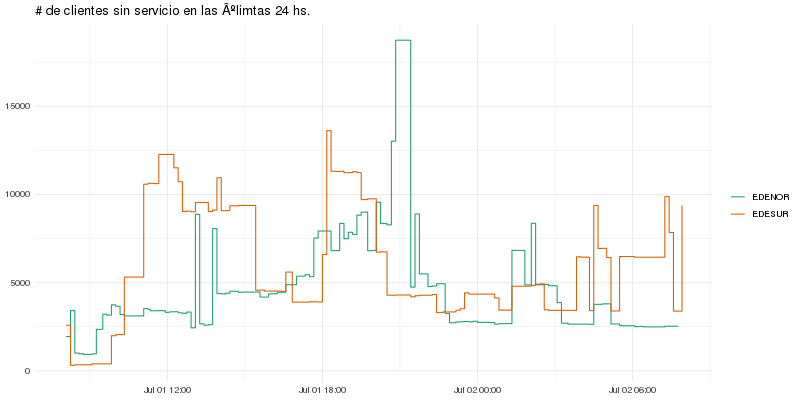 # de clientes sin servicio en las Ãºlimtas 24 hs.
15000
10000
5000
0
Jul 01 12:00
Jul 01 18:00
Jul 02 00:00
Jul 02 06:00
EDENOR
EDESUR